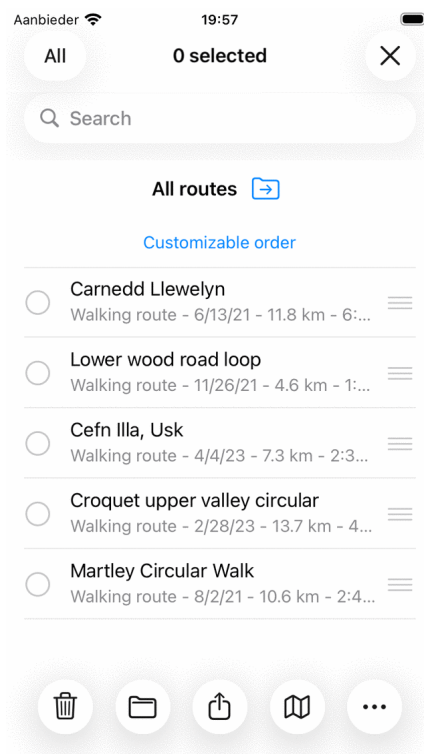 Aanbieder 19:57
All 0 selected
Search
All routes
Customizable order
Carnedd Llewelyn
Walking route - 6/13/21 - 11.8 km - 6:...
Lower wood road loop
Walking route - 11/26/21 - 4.6 km - 1:...
Cefn Illa, Usk
Walking route - 4/4/23 - 7.3 km - 2:3...
Croquet upper valley circular
Walking route - 2/28/23 - 13.7 km - 4...
Martley Circular Walk
Walking route - 8/2/21 - 10.6 km - 2:4...